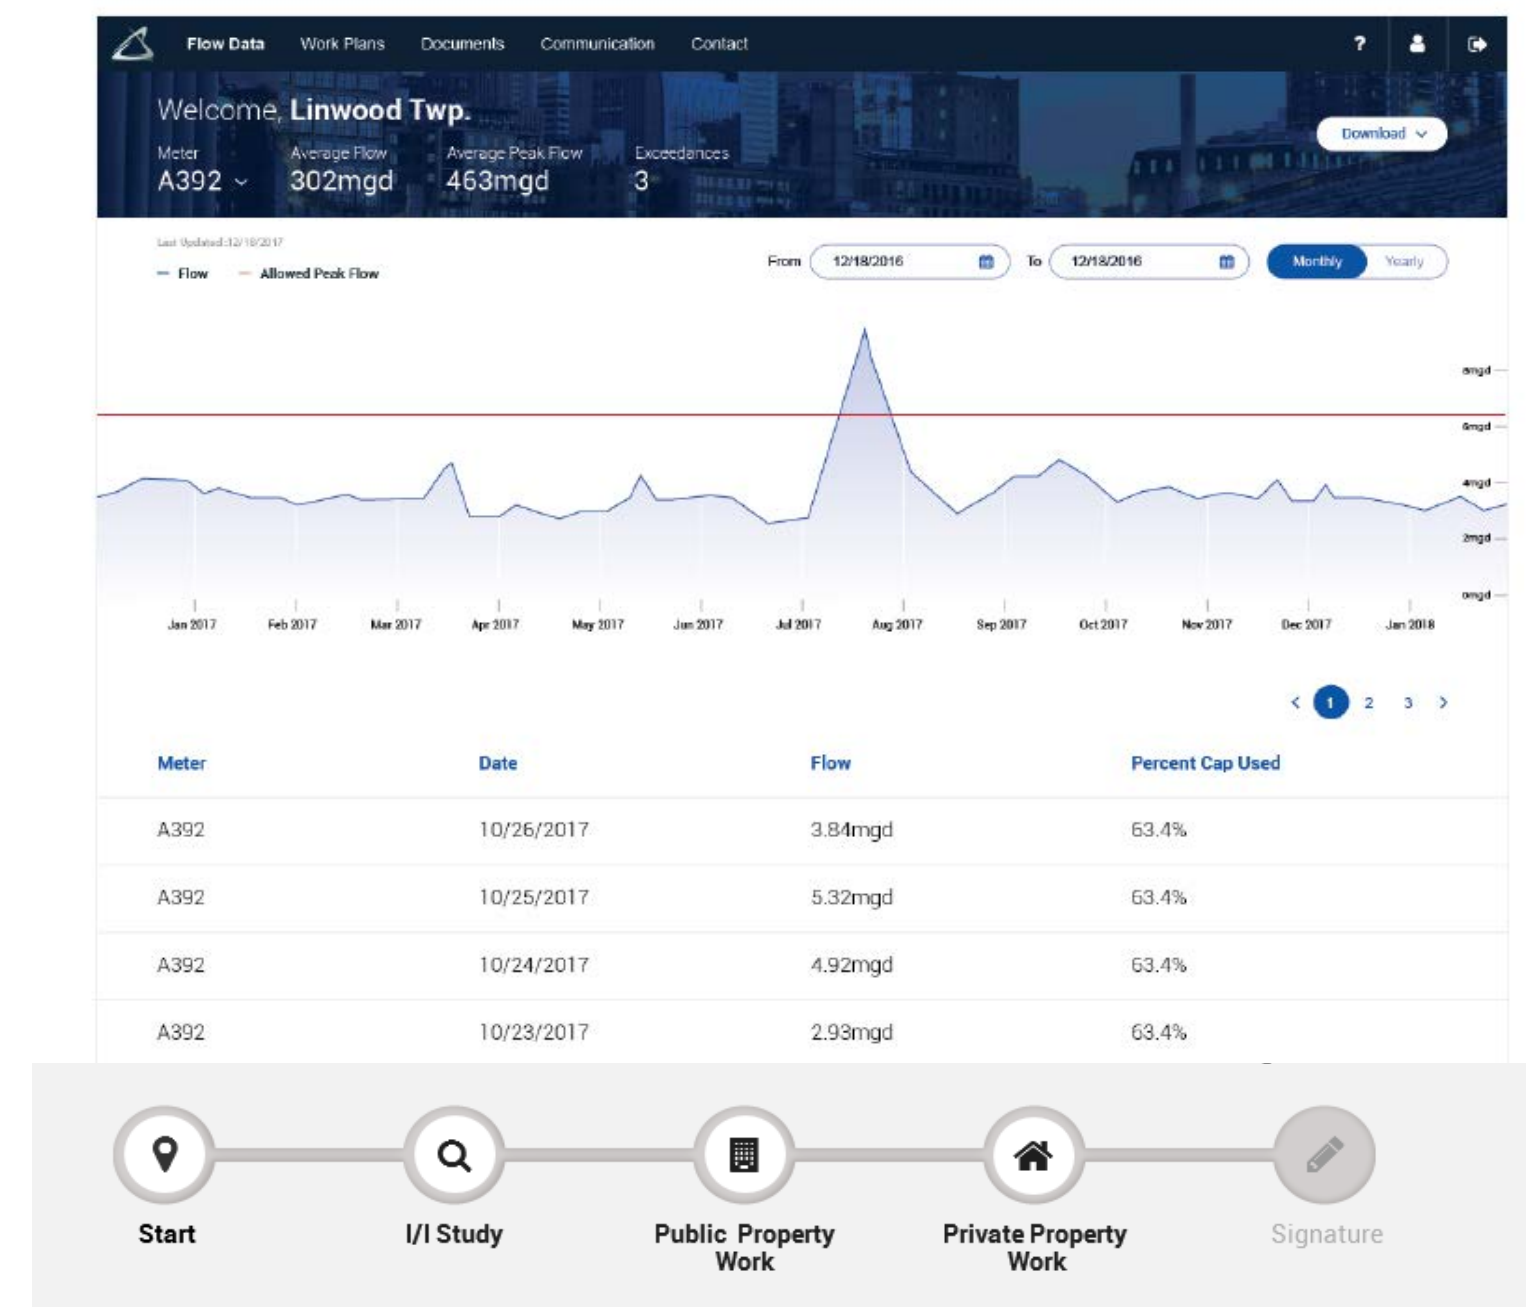 Flow Data Work Plans Documents Communication Contact ?
Welcome, Linwood Twp.
Download
Meter Average Flow Average Peak Flow Exceedances
A392 302mgd 463mgd 3
Last Updated:12/18/2017
Flow Allowed Peak Flow
From 12/18/2016 To 12/18/2016 Monthly Yearly
8mgd
6mgd
4mgd
2mgd
0mgd
Jan 2017 Feb 2017 Mar 2017 Apr 2017 May 2017 Jun 2017 Jul 2017 Aug 2017 Sep 2017 Oct 2017 Nov 2017 Dec 2017 Jan 2018
< 1 2 3 >
Meter Date Flow Percent Cap Used
A392 10/26/2017 3.84mgd 63.4%
A392 10/25/2017 5.32mgd 63.4%
A392 10/24/2017 4.92mgd 63.4%
A392 10/23/2017 2.93mgd 63.4%
Start I/I Study Public Property Private Property Signature
Work Work